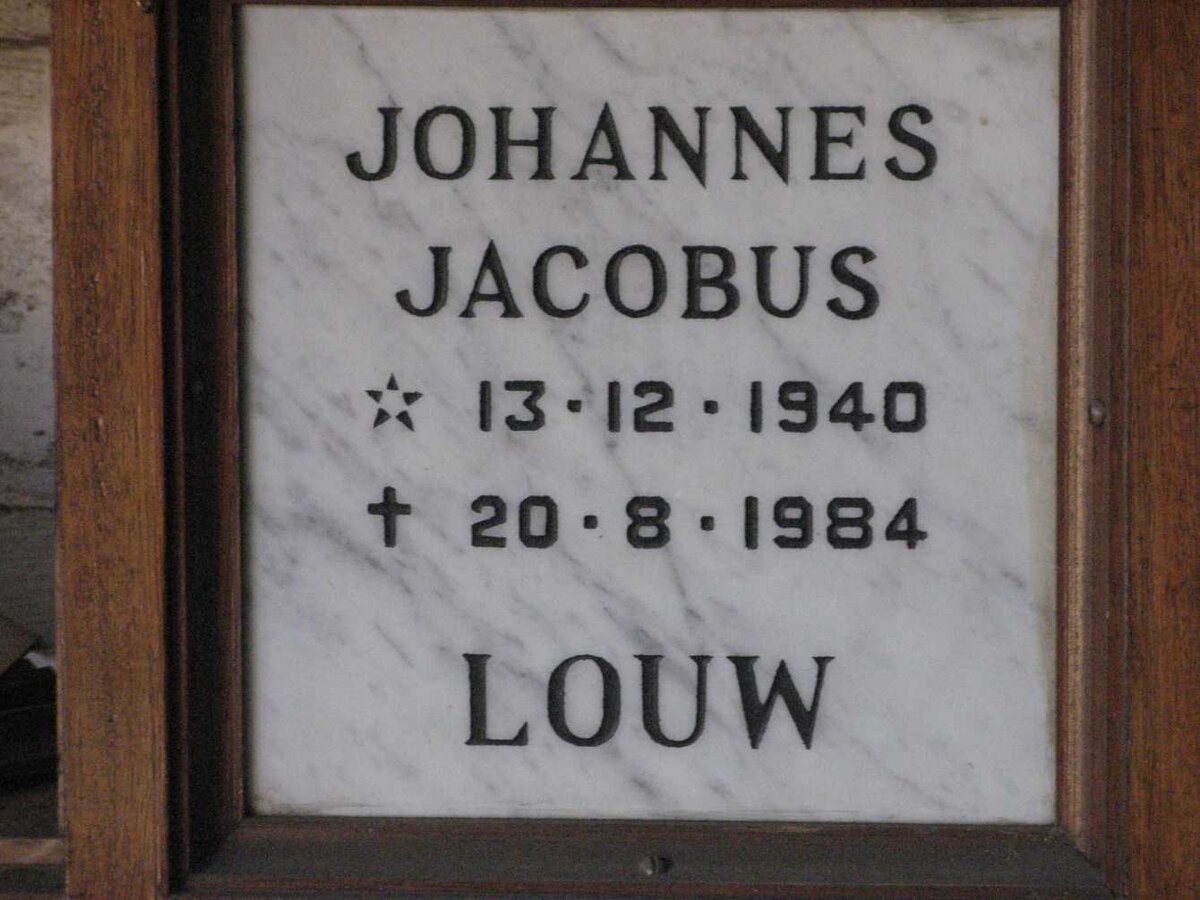 JOHANNES
JACOBUS
☆ 13·12·1940
† 20·8·1984
LOUW